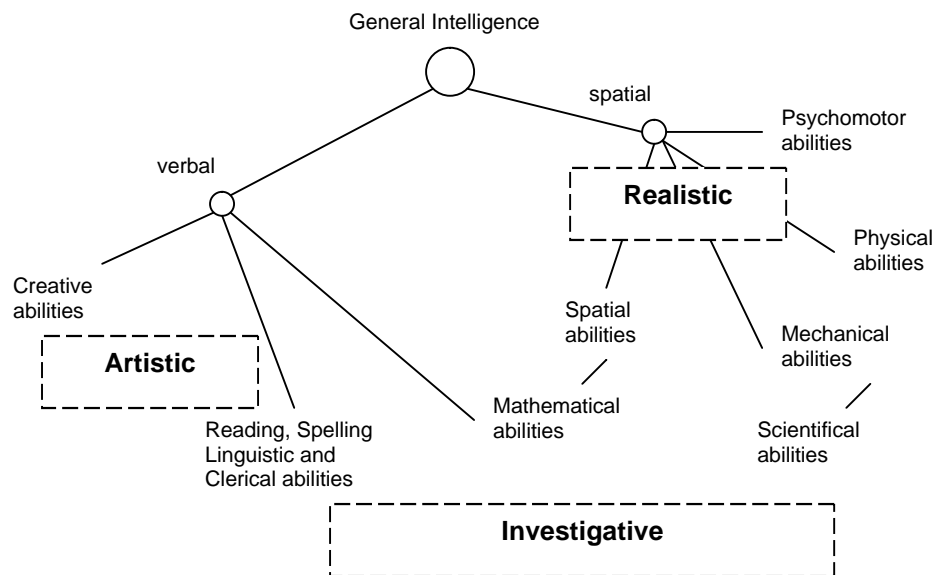 General Intelligence
spatial
Psychomotor
abilities
verbal
Realistic
Physical
abilities
Creative
abilities
Spatial
abilities
Mechanical
abilities
Artistic
Mathematical
abilities
Reading, Spelling
Linguistic and
Clerical abilities
Scientifical
abilities
Investigative